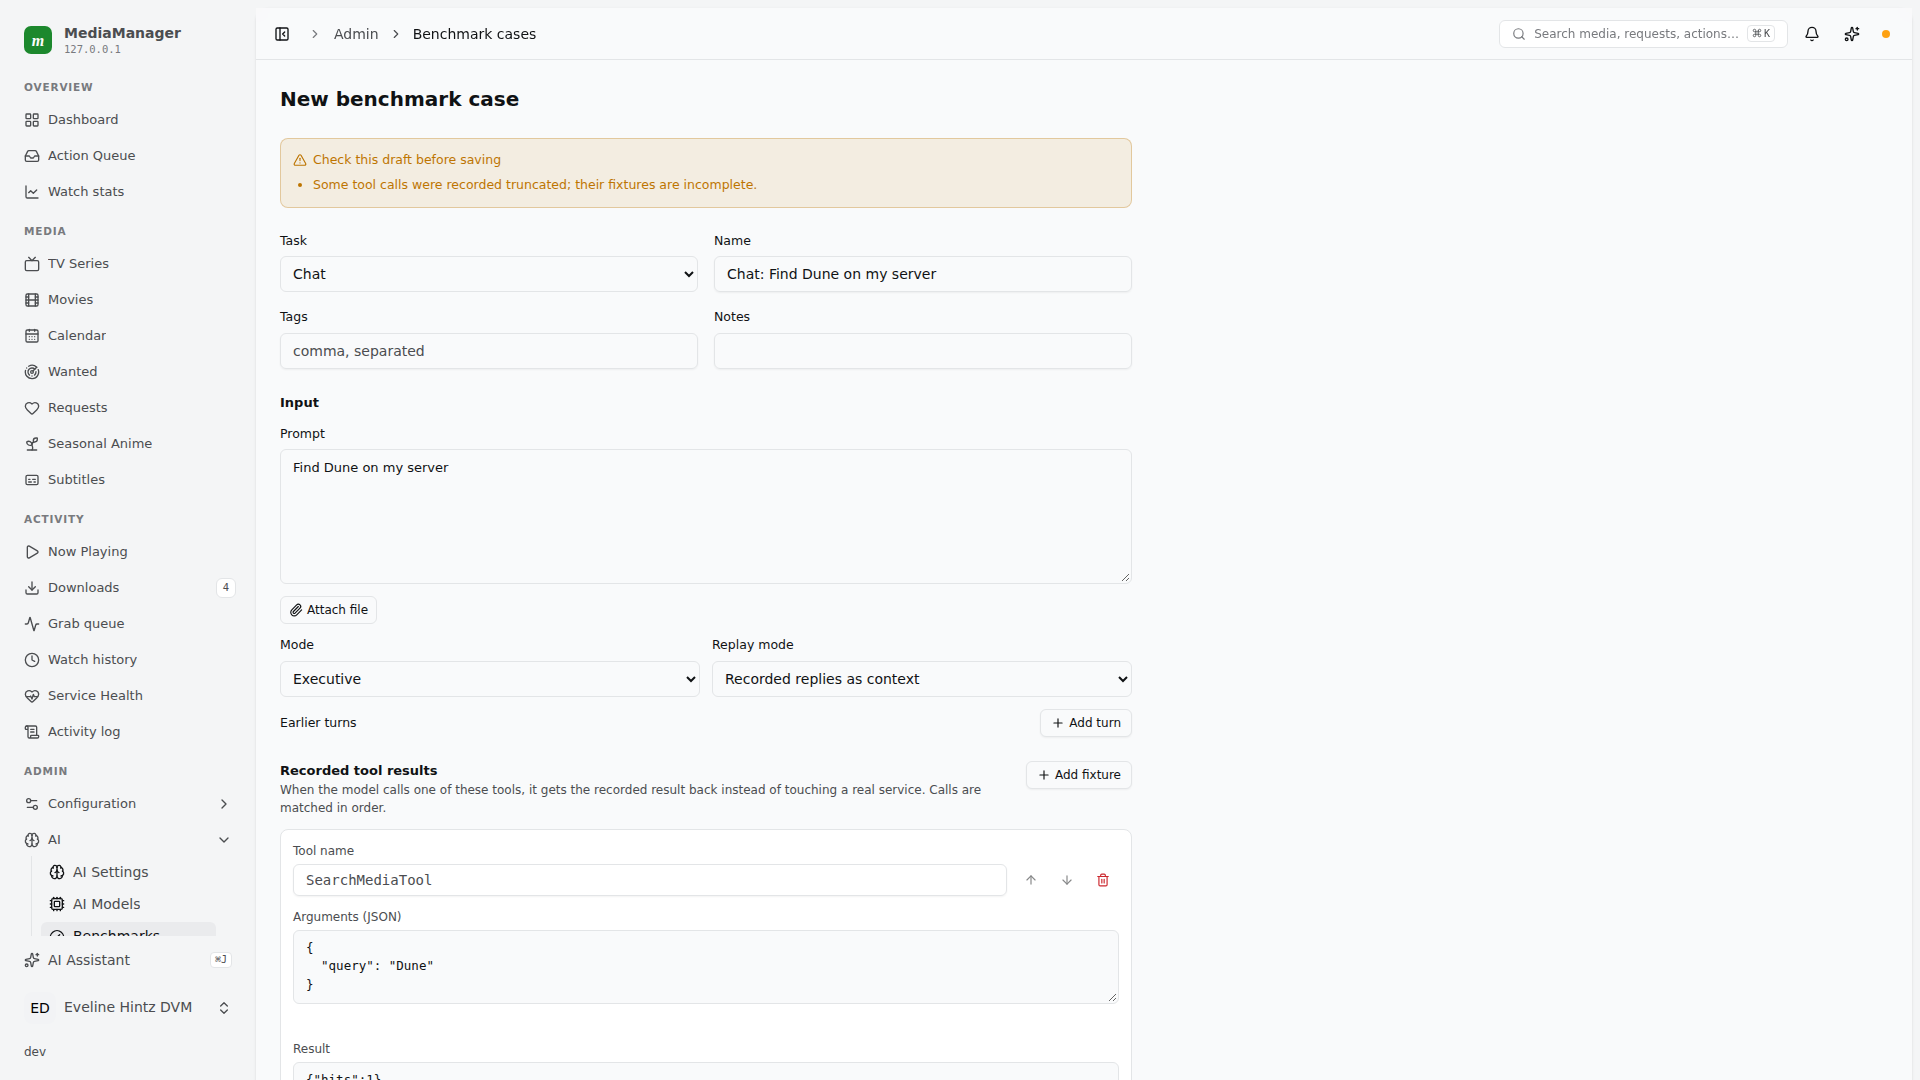 m
MediaManager
127.0.0.1
OVERVIEW
Dashboard
Action Queue
Watch stats
MEDIA
TV Series
Movies
Calendar
Wanted
Requests
Seasonal Anime
Subtitles
ACTIVITY
Now Playing
Downloads 4
Grab queue
Watch history
Service Health
Activity log
ADMIN
Configuration
AI
AI Settings
AI Models
Benchmarks
AI Assistant ⌘J
ED Eveline Hintz DVM
dev
Admin > Benchmark cases
Search media, requests, actions... ⌘K
New benchmark case
Check this draft before saving
• Some tool calls were recorded truncated; their fixtures are incomplete.
Task Name
Chat Chat: Find Dune on my server
Tags Notes
comma, separated
Input
Prompt
Find Dune on my server
Attach file
Mode Replay mode
Executive Recorded replies as context
Earlier turns + Add turn
Recorded tool results + Add fixture
When the model calls one of these tools, it gets the recorded result back instead of touching a real service. Calls are
matched in order.
Tool name
SearchMediaTool
Arguments (JSON)
{
"query": "Dune"
}
Result
{"hits":1}